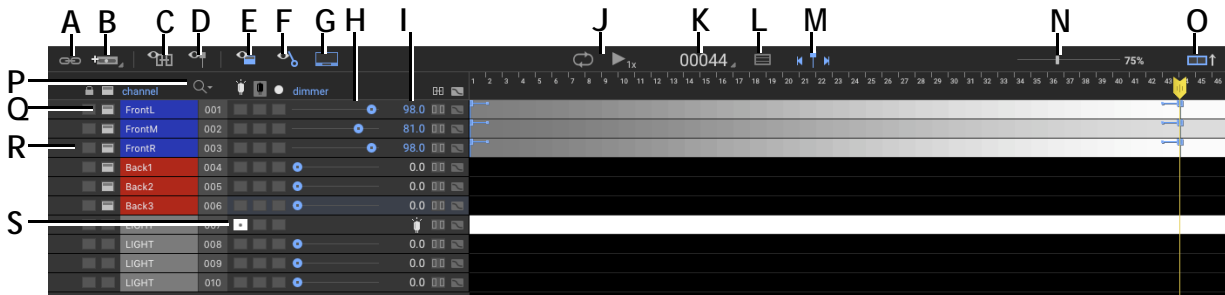 A B C D E F G H I J K L M N O
1x 00044 75%
P
channel dimmer 1 2 3 4 5 6 7 8 9 10 11 12 13 14 15 16 17 18 19 20 21 22 23 24 25 26 27 28 29 30 31 32 33 34 35 36 37 38 39 40 41 42 43 44 45 46
Q FrontL 001 98.0
FrontM 002 81.0
R FrontR 003 98.0
Back1 004 0.0
Back2 005 0.0
Back3 006 0.0
S LIGHT 007
LIGHT 008 0.0
LIGHT 009 0.0
LIGHT 010 0.0